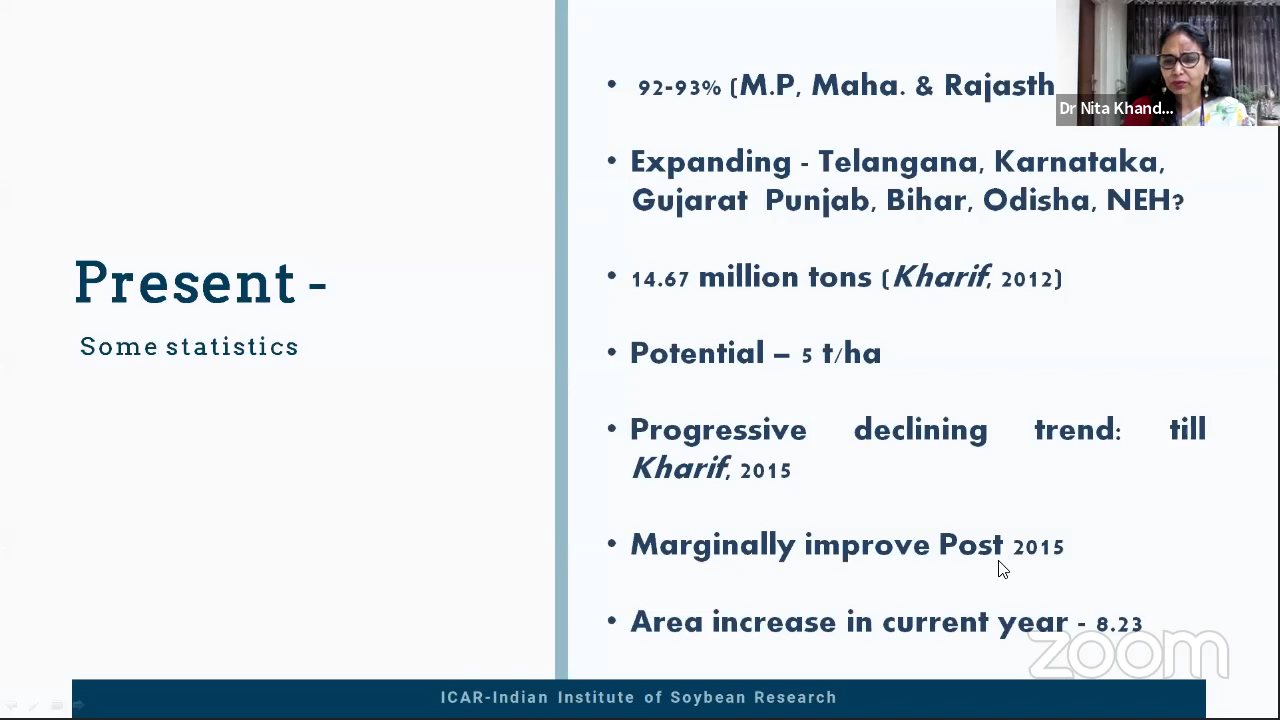 • 92-93% (M.P, Maha. & Rajasth
Dr Nita Khand...
• Expanding - Telangana, Karnataka,
Gujarat Punjab, Bihar, Odisha, NEH?
Present -
Some statistics
• 14.67 million tons (Kharif, 2012)
• Potential – 5 t/ha
• Progressive declining trend: till
Kharif, 2015
• Marginally improve Post 2015
• Area increase in current year - 8.23
zoom
ICAR-Indian Institute of Soybean Research